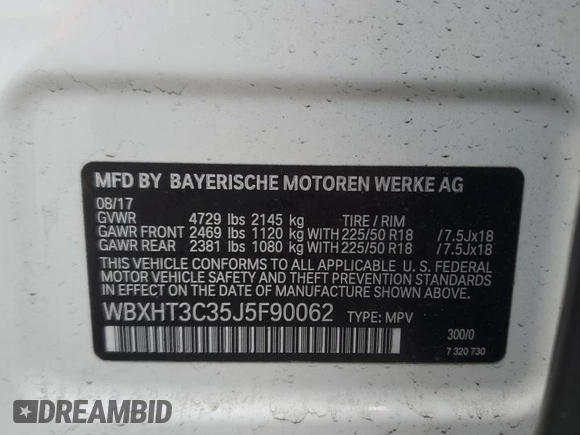 MFD BY BAYERISCHE MOTOREN WERKE AG
08/17
GVWR 4729 lbs 2145 kg TIRE / RIM
GAWR FRONT 2469 lbs 1120 kg WITH 225/50 R18 /7.5Jx18
GAWR REAR 2381 lbs 1080 kg WITH 225/50 R18 /7.5Jx18
THIS VEHICLE CONFORMS TO ALL APPLICABLE U. S. FEDERAL
MOTOR VEHICLE SAFETY AND THEFT PREVENTION STANDARDS
IN EFFECT ON THE DATE OF MANUFACTURE SHOWN ABOVE.
WBXHT3C35J5F90062 TYPE: MPV
300/0
7 320 730
DREAMBID